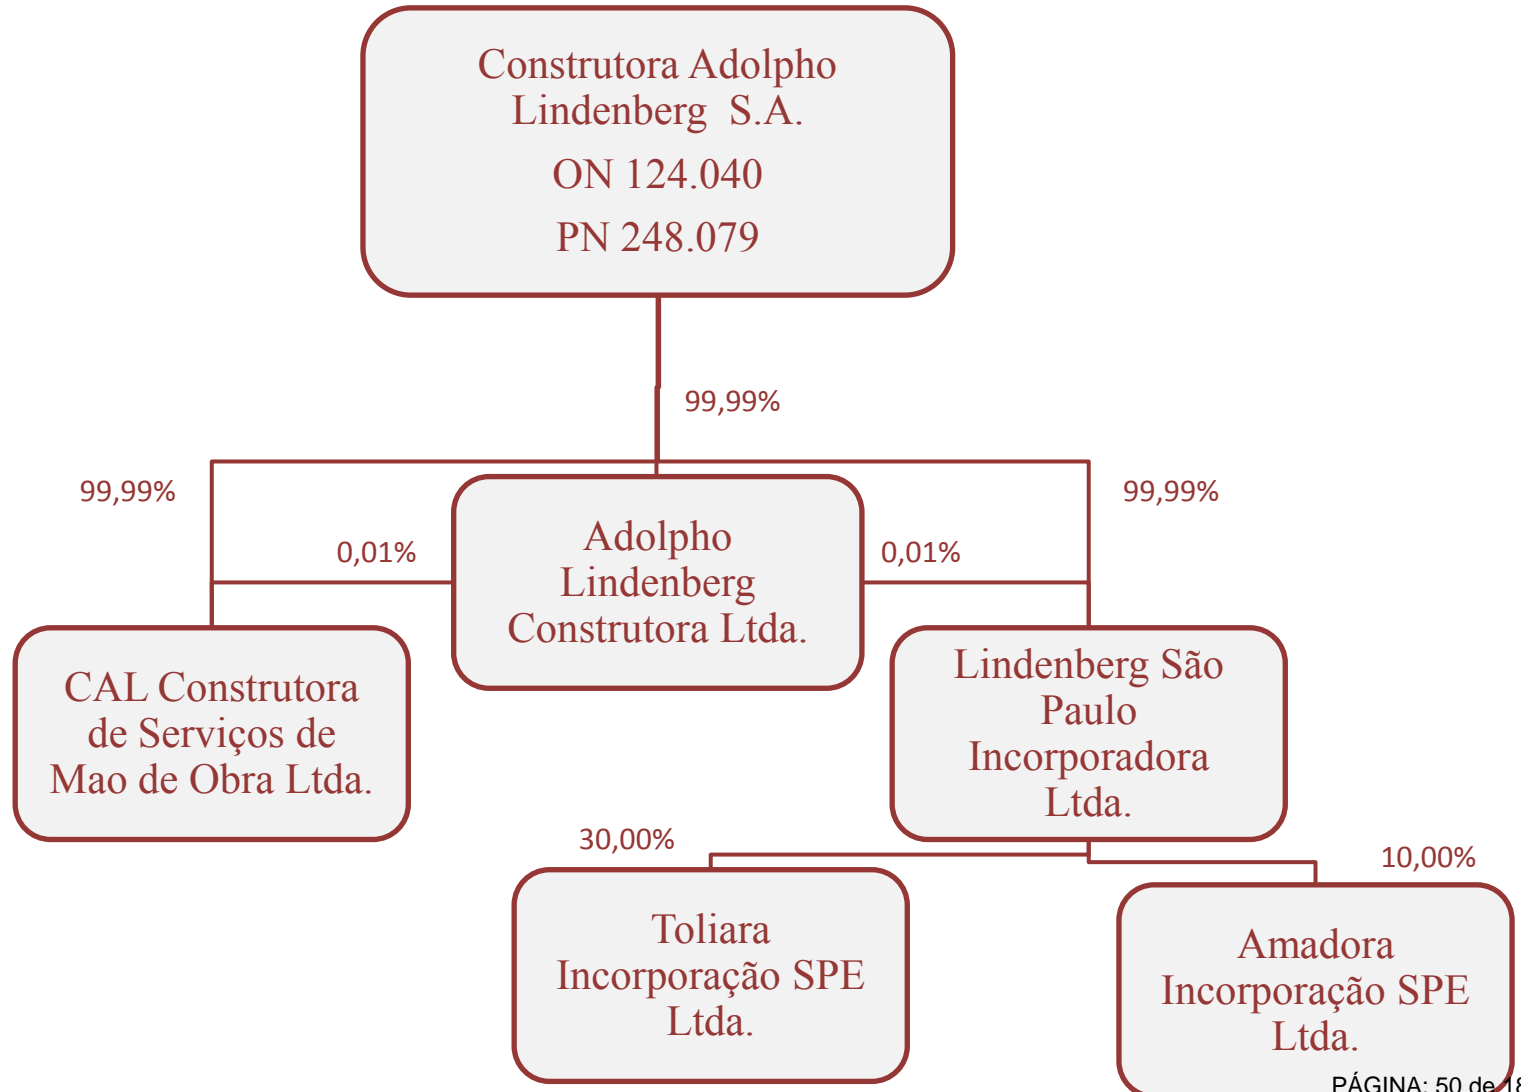 Construtora Adolpho
Lindenberg S.A.
ON 124.040
PN 248.079
99,99%
99,99%
99,99%
0,01%
0,01%
Adolpho
Lindenberg
Construtora Ltda.
CAL Construtora
de Serviços de
Mao de Obra Ltda.
Lindenberg São
Paulo
Incorporadora
Ltda.
30,00%
10,00%
Toliara
Incorporação SPE
Ltda.
Amadora
Incorporação SPE
Ltda.
PÁGINA: 50 de 18